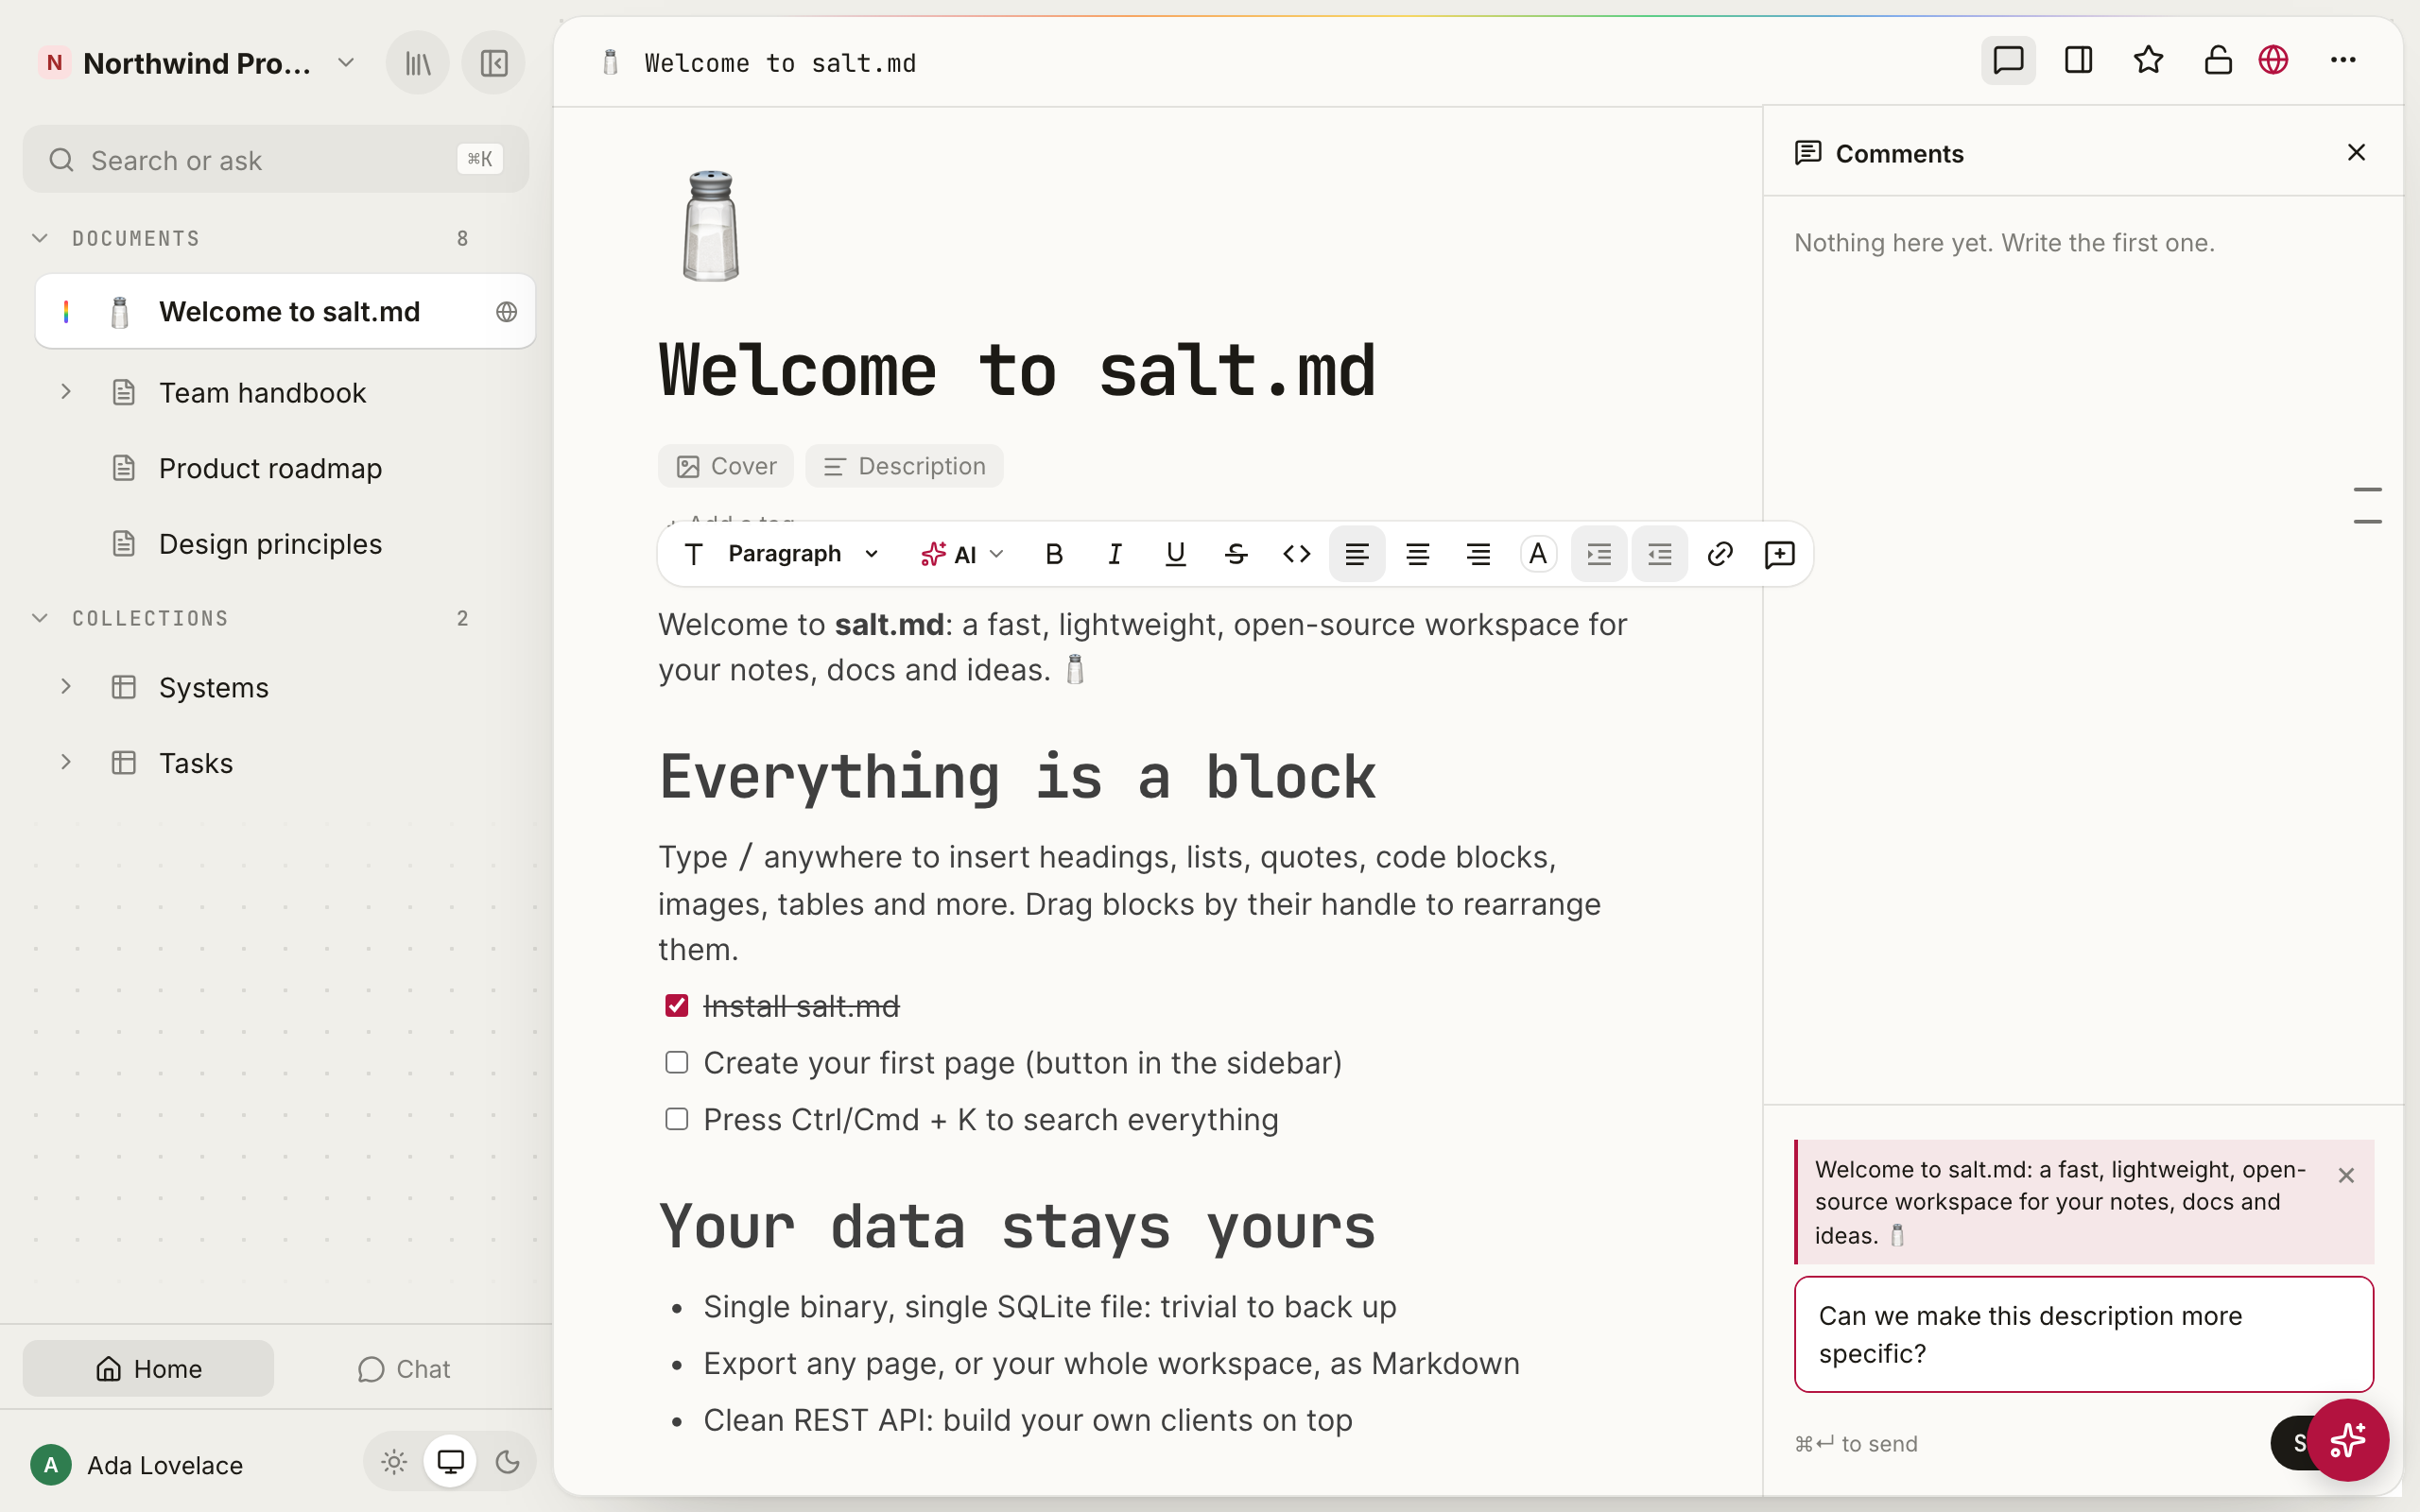 N Northwind Pro...
Search or ask ⌘K
DOCUMENTS 8
Welcome to salt.md
Team handbook
Product roadmap
Design principles
COLLECTIONS 2
Systems
Tasks
Home Chat
A Ada Lovelace
Welcome to salt.md
Welcome to salt.md
Cover Description
Add a tag
T Paragraph AI B I U S <> A
Welcome to salt.md: a fast, lightweight, open-source workspace for
your notes, docs and ideas.
Everything is a block
Type / anywhere to insert headings, lists, quotes, code blocks,
images, tables and more. Drag blocks by their handle to rearrange
them.
Install salt.md
Create your first page (button in the sidebar)
Press Ctrl/Cmd + K to search everything
Your data stays yours
• Single binary, single SQLite file: trivial to back up
• Export any page, or your whole workspace, as Markdown
• Clean REST API: build your own clients on top
Comments
Nothing here yet. Write the first one.
Welcome to salt.md: a fast, lightweight, open-
source workspace for your notes, docs and
ideas.
Can we make this description more
specific?
⌘↵ to send